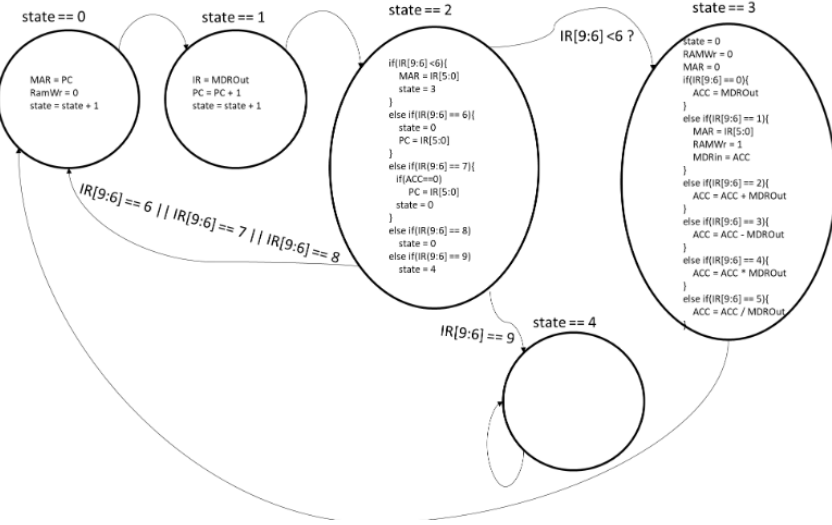 state == 0
MAR = PC
RamWr = 0
state = state + 1
state == 1
IR = MDROut
PC = PC + 1
state = state + 1
state == 2
if(IR[9:6] <6){
MAR = IR[5:0]
state = 3
}
else if(IR(9:6] == 6){
state = 0
PC = IR[5:0]
}
else if(IR(9:6] == 7){
if(ACC==0)
PC = IR[5:0]
state = 0
}
else if(IR(9:6] == 8)
state = 0
else if(IR(9:6] == 9)
state = 4
IR[9:6] <6 ?
state == 3
state = 0
RAMWr = 0
MAR = 0
if(IR[9:6] == 0){
ACC = MDROut
}
else if(IR[9:6] == 1){
MAR = IR[5:0]
RAMWr = 1
MDRin = ACC
}
else if(IR[9:6] == 2){
ACC = ACC + MDROut
}
else if(IR[9:6] == 3){
ACC = ACC - MDROut
}
else if(IR[9:6] == 4){
ACC = ACC * MDROut
}
else if(IR[9:6] == 5){
ACC = ACC / MDROut
}
IR[9:6] == 6 || IR[9:6] == 7 || IR[9:6] == 8
IR[9:6] == 9
state == 4